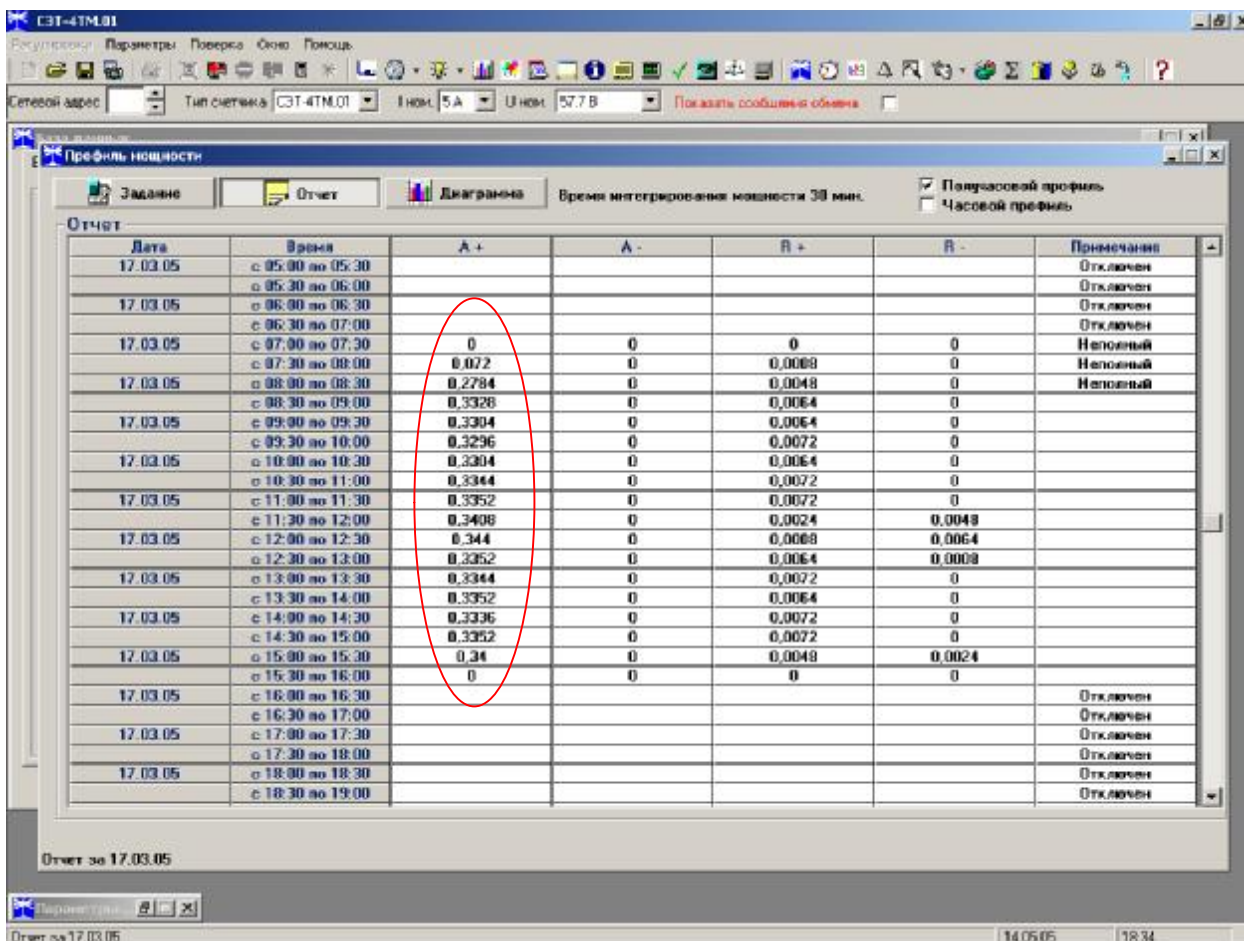 СЭТ-4ТМ.01
Регулировки Параметры Поверка Окно Помощь
Сетевой адрес Тип счетчика СЭТ-4ТМ.01 I ном. 5 А U ном. 57.7 В Показать сообщения обмена
База данных
Профиль мощности
Задание Отчет Диаграмма Время интегрирования мощности 30 мин. Получасовой профиль
Часовой профиль
Отчет
Дата Время A + A - R + R - Примечания
17.03.05 с 05:00 по 05:30 Отключен
с 05:30 по 06:00 Отключен
17.03.05 с 06:00 по 06:30 Отключен
с 06:30 по 07:00 Отключен
17.03.05 с 07:00 по 07:30 0 0 0 0 Неполный
с 07:30 по 08:00 0,072 0 0,0008 0 Неполный
17.03.05 с 08:00 по 08:30 0,2784 0 0,0048 0 Неполный
с 08:30 по 09:00 0,3328 0 0,0064 0
17.03.05 с 09:00 по 09:30 0,3304 0 0,0064 0
с 09:30 по 10:00 0,3296 0 0,0072 0
17.03.05 с 10:00 по 10:30 0,3304 0 0,0064 0
с 10:30 по 11:00 0,3344 0 0,0072 0
17.03.05 с 11:00 по 11:30 0,3352 0 0,0072 0
с 11:30 по 12:00 0,3408 0 0,0024 0,0048
17.03.05 с 12:00 по 12:30 0,344 0 0,0008 0,0064
с 12:30 по 13:00 0,3352 0 0,0064 0,0008
17.03.05 с 13:00 по 13:30 0,3344 0 0,0072 0
с 13:30 по 14:00 0,3352 0 0,0064 0
17.03.05 с 14:00 по 14:30 0,3336 0 0,0072 0
с 14:30 по 15:00 0,3352 0 0,0072 0
17.03.05 с 15:00 по 15:30 0,34 0 0,0048 0,0024
с 15:30 по 16:00 0 0 0 0
17.03.05 с 16:00 по 16:30 Отключен
с 16:30 по 17:00 Отключен
17.03.05 с 17:00 по 17:30 Отключен
с 17:30 по 18:00 Отключен
17.03.05 с 18:00 по 18:30 Отключен
с 18:30 по 19:00 Отключен
Отчет за 17.03.05
Параметры...
Отчет за 17.03.05 14.05.05 18:34